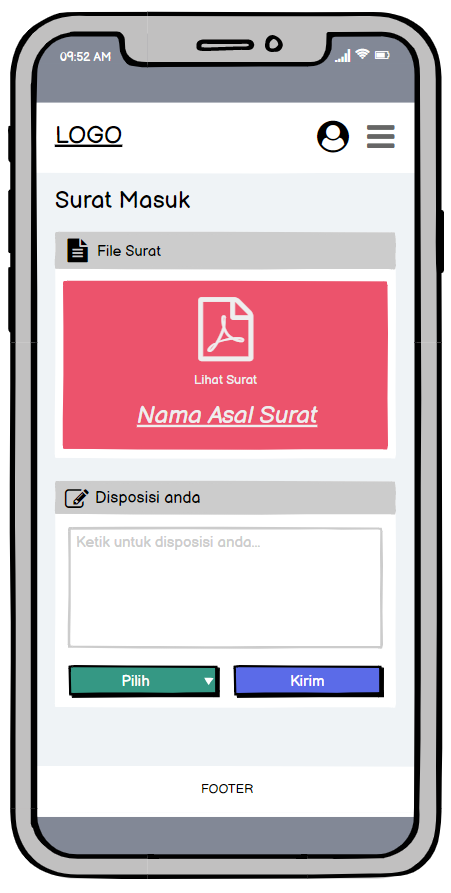 09:52 AM
LOGO
Surat Masuk
File Surat
Lihat Surat
Nama Asal Surat
Disposisi anda
Ketik untuk disposisi anda...
Pilih
Kirim
FOOTER